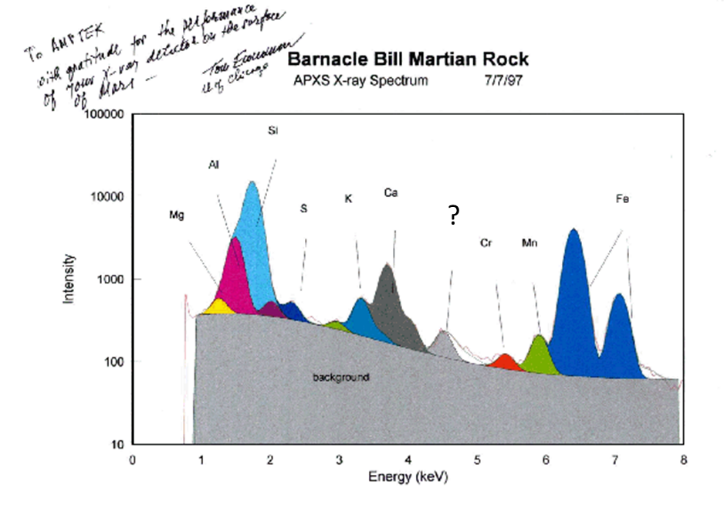 To AMPTEK
with gratitude for the performance
of your X-ray detector on the surface
of Mars —
Tom Economou
U of Chicago
Barnacle Bill Martian Rock
APXS X-ray Spectrum 7/7/97
100000
10000
1000
100
10
Intensity
Mg
Al
Si
S
K
Ca
?
Cr
Mn
Fe
background
0 1 2 3 4 5 6 7 8
Energy (keV)